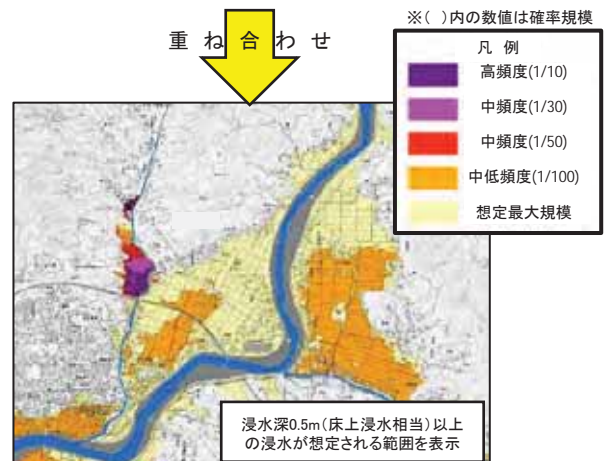 ※( )内の数値は確率規模
重 ね 合 わ せ
凡 例
高頻度(1/10)
中頻度(1/30)
中頻度(1/50)
中低頻度(1/100)
想定最大規模
浸水深0.5m(床上浸水相当)以上
の浸水が想定される範囲を表示